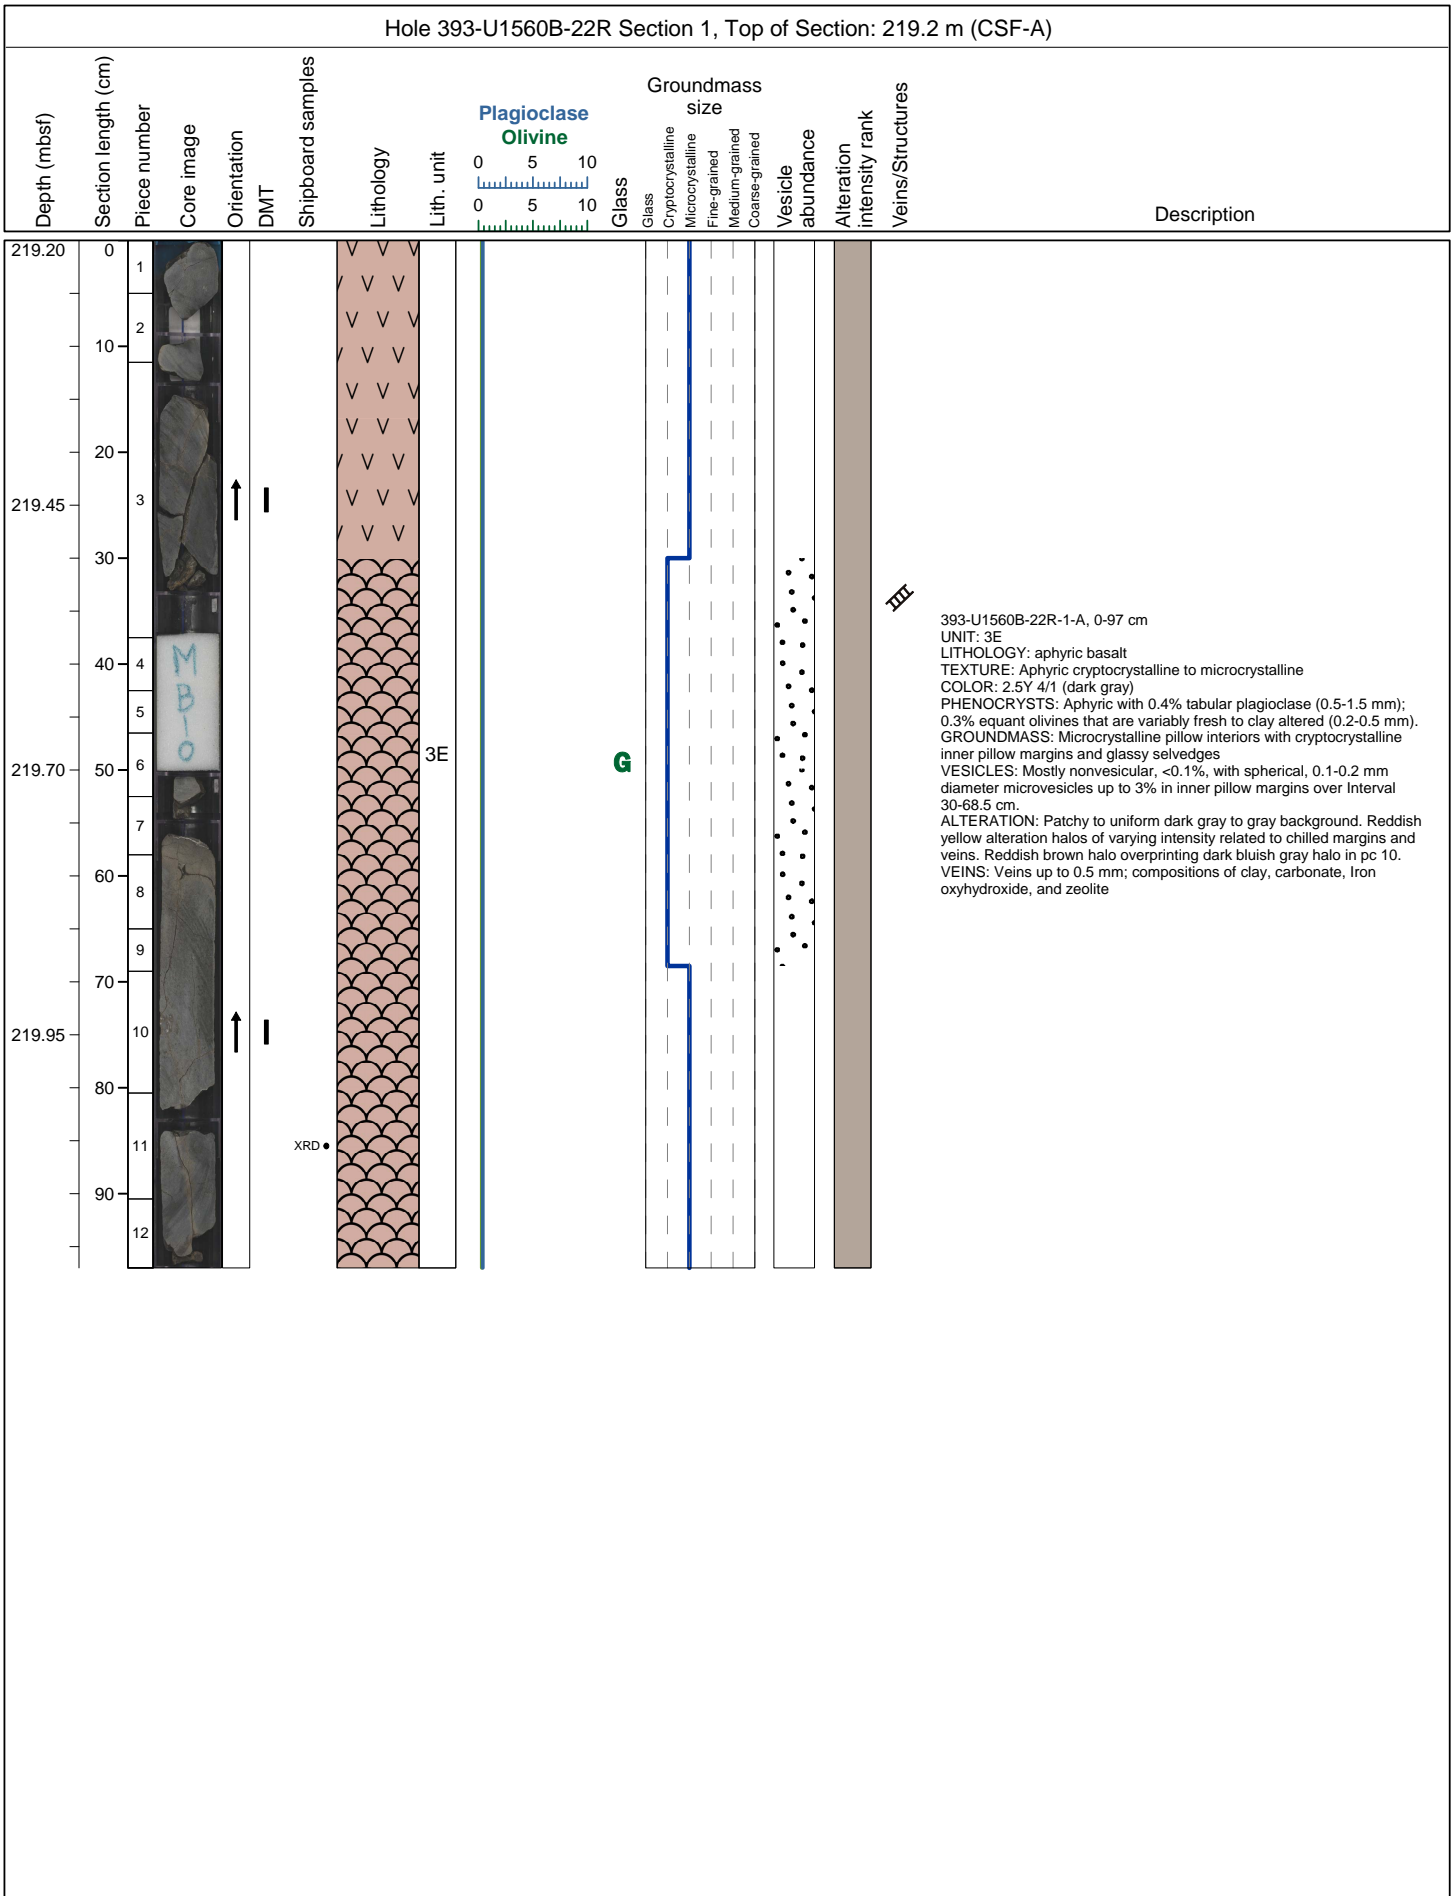 Hole 393-U1560B-22R Section 1, Top of Section: 219.2 m (CSF-A)
Depth (mbsf)
Section length (cm)
Piece number
Core image
Orientation
DMT
Shipboard samples
Lithology
Lith. unit
Plagioclase
Olivine
0 5 10
0 5 10
Glass
Groundmass
size
Glass
Cryptocrystalline
Microcrystalline
Fine-grained
Medium-grained
Coarse-grained
Vesicle
abundance
Alteration
intensity rank
Veins/Structures
Description
219.20
219.45
219.70
219.95
0
10
20
30
40
50
60
70
80
90
1
2
3
4
5
6
7
8
9
10
11
12
M
B
I
O
XRD
3E
G
393-U1560B-22R-1-A, 0-97 cm
UNIT: 3E
LITHOLOGY: aphyric basalt
TEXTURE: Aphyric cryptocrystalline to microcrystalline
COLOR: 2.5Y 4/1 (dark gray)
PHENOCRYSTS: Aphyric with 0.4% tabular plagioclase (0.5-1.5 mm);
0.3% equant olivines that are variably fresh to clay altered (0.2-0.5 mm).
GROUNDMASS: Microcrystalline pillow interiors with cryptocrystalline
inner pillow margins and glassy selvedges
VESICLES: Mostly nonvesicular, <0.1%, with spherical, 0.1-0.2 mm
diameter microvesicles up to 3% in inner pillow margins over Interval
30-68.5 cm.
ALTERATION: Patchy to uniform dark gray to gray background. Reddish
yellow alteration halos of varying intensity related to chilled margins and
veins. Reddish brown halo overprinting dark bluish gray halo in pc 10.
VEINS: Veins up to 0.5 mm; compositions of clay, carbonate, Iron
oxyhydroxide, and zeolite